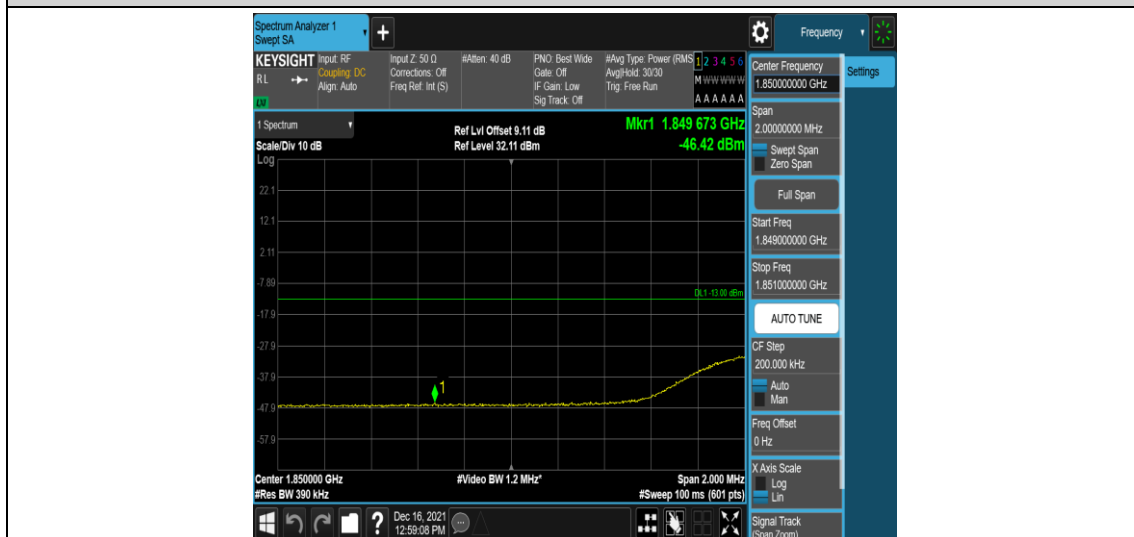 Spectrum Analyzer 1
Swept SA
+
Frequency
KEYSIGHT
RL
LXI
Input: RF
Coupling: DC
Align: Auto
Input Z: 50 Ω
Corrections: Off
Freq Ref: Int (S)
#Atten: 40 dB
PNO: Best Wide
Gate: Off
IF Gain: Low
Sig Track: Off
#Avg Type: Power (RMS
Avg|Hold: 30/30
Trig: Free Run
1 2 3 4 5 6
M W W W W W
A A A A A A
1 Spectrum
Scale/Div 10 dB
Log
Ref Lvl Offset 9.11 dB
Ref Level 32.11 dBm
Mkr1 1.849 673 GHz
-46.42 dBm
22.1
12.1
2.11
-7.89
DL1 -13.00 dBm
-17.9
-27.9
-37.9
1
-47.9
-57.9
Center 1.850000 GHz
#Res BW 390 kHz
#Video BW 1.2 MHz*
Span 2.000 MHz
#Sweep 100 ms (601 pts)
?
Dec 16, 2021
12:59:08 PM
Center Frequency
1.850000000 GHz
Settings
Span
2.00000000 MHz
Swept Span
Zero Span
Full Span
Start Freq
1.849000000 GHz
Stop Freq
1.851000000 GHz
AUTO TUNE
CF Step
200.000 kHz
Auto
Man
Freq Offset
0 Hz
X Axis Scale
Log
Lin
Signal Track
(Span Zoom)